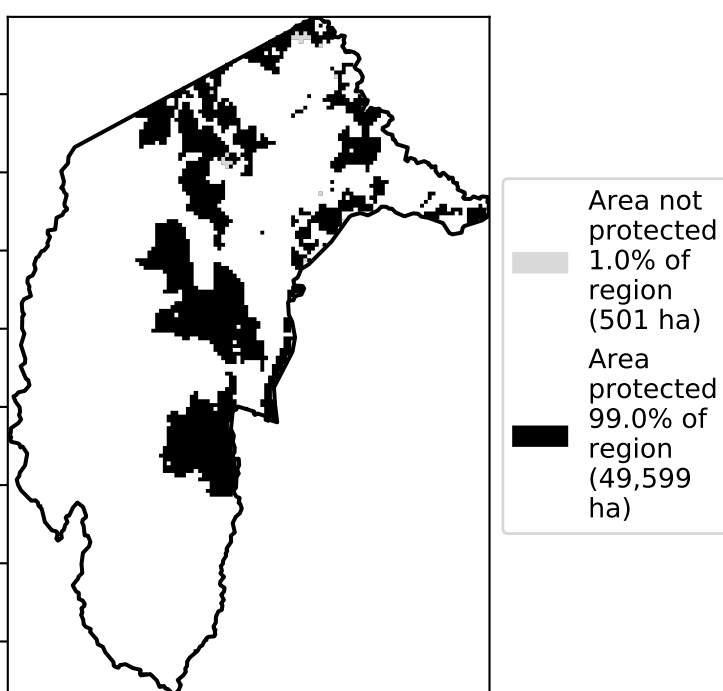 Area not
protected
1.0% of
region
(501 ha)
Area
protected
99.0% of
region
(49,599
ha)